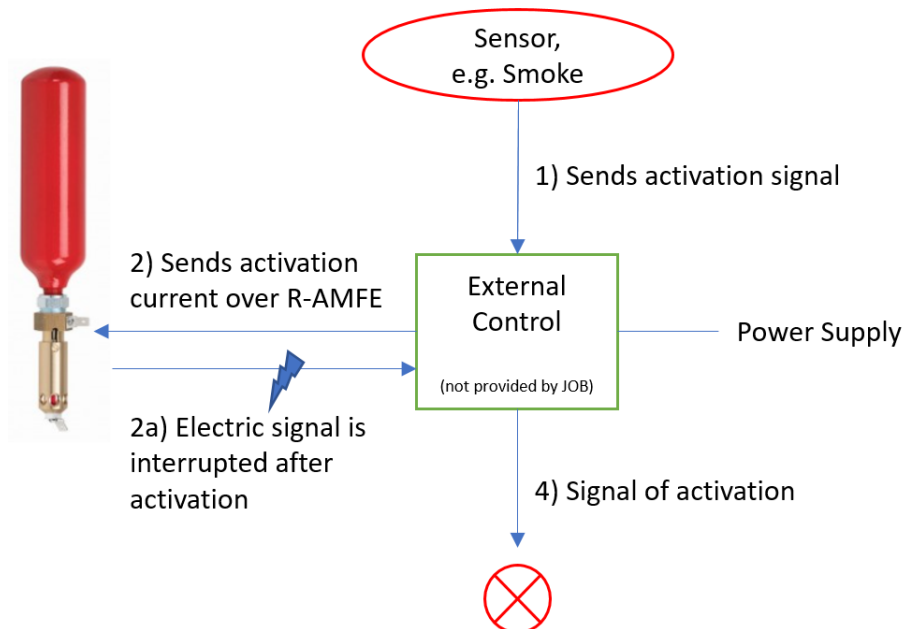 Sensor,
e.g. Smoke
1) Sends activation signal
2) Sends activation
current over R-AMFE
External
Control
(not provided by JOB)
Power Supply
2a) Electric signal is
interrupted after
activation
4) Signal of activation